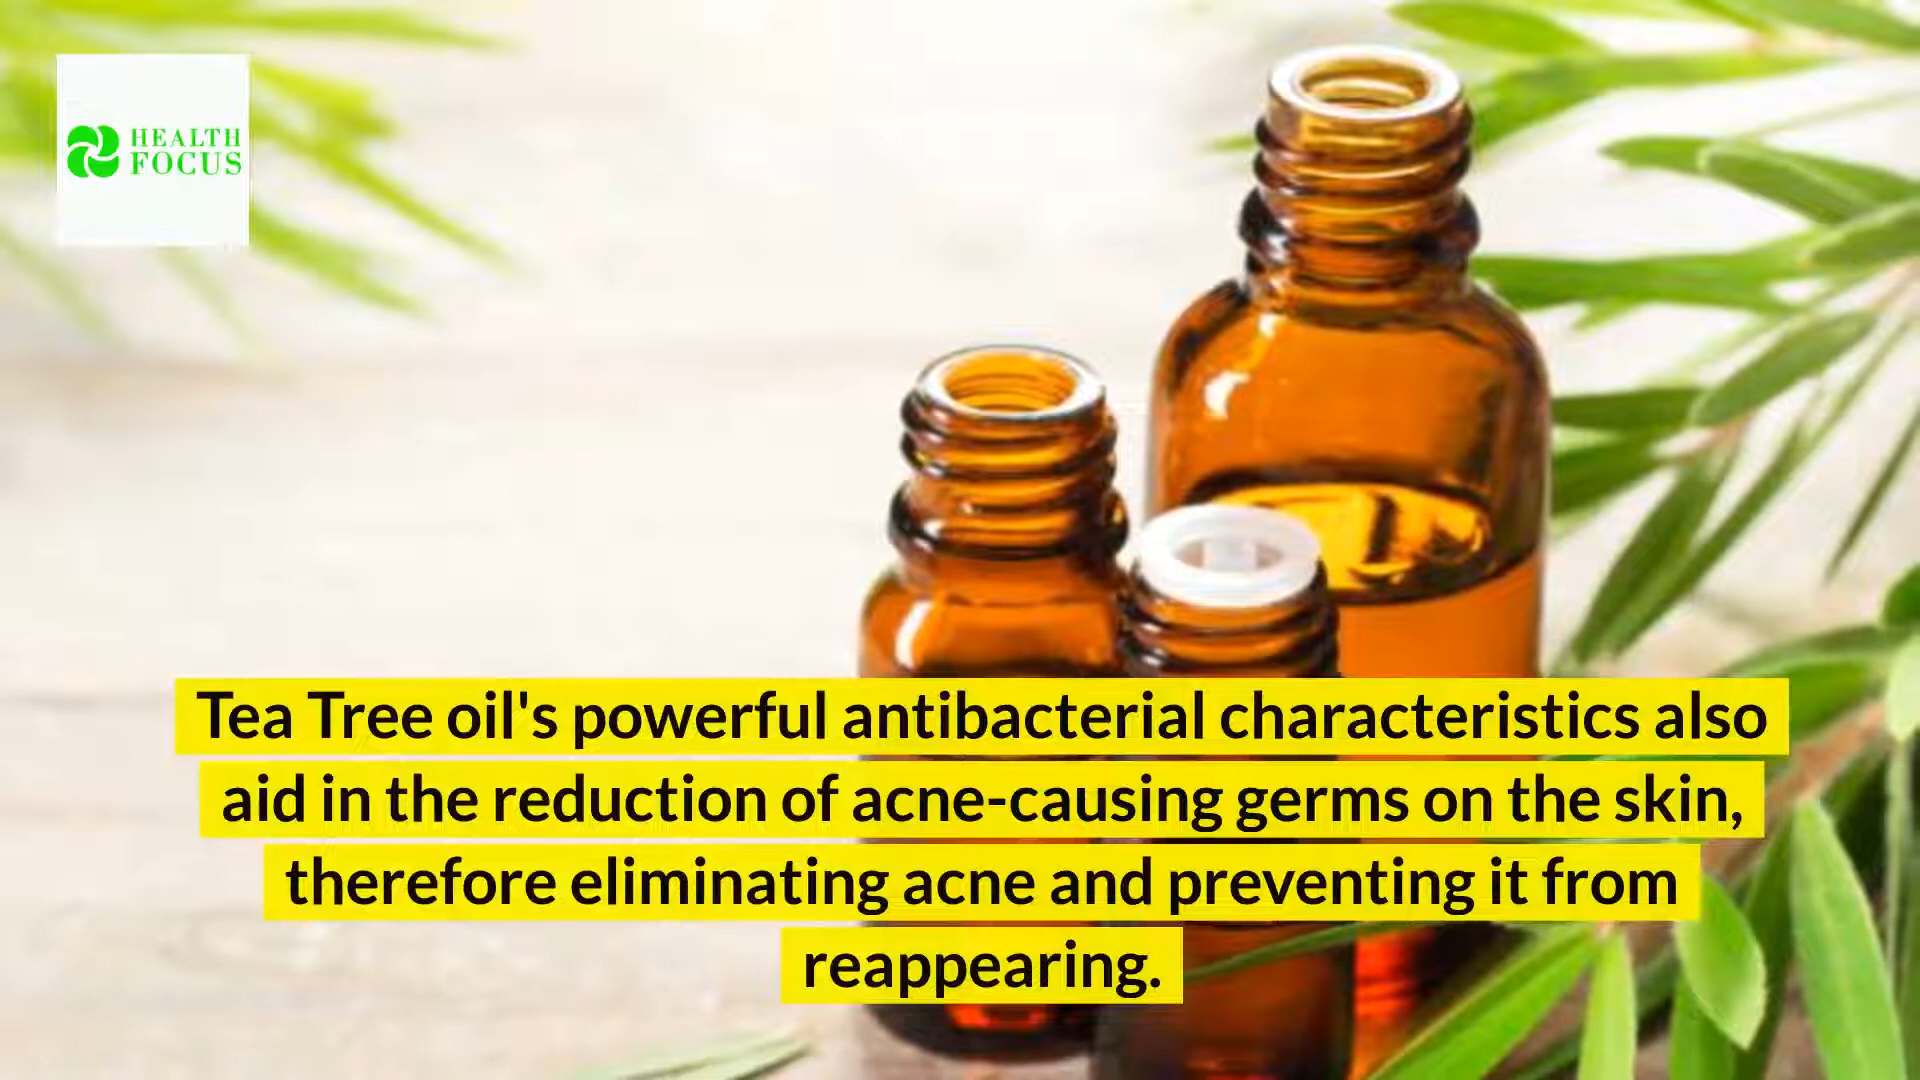 HEALTH
FOCUS
Tea Tree oil's powerful antibacterial characteristics also
aid in the reduction of acne-causing germs on the skin,
therefore eliminating acne and preventing it from
reappearing.